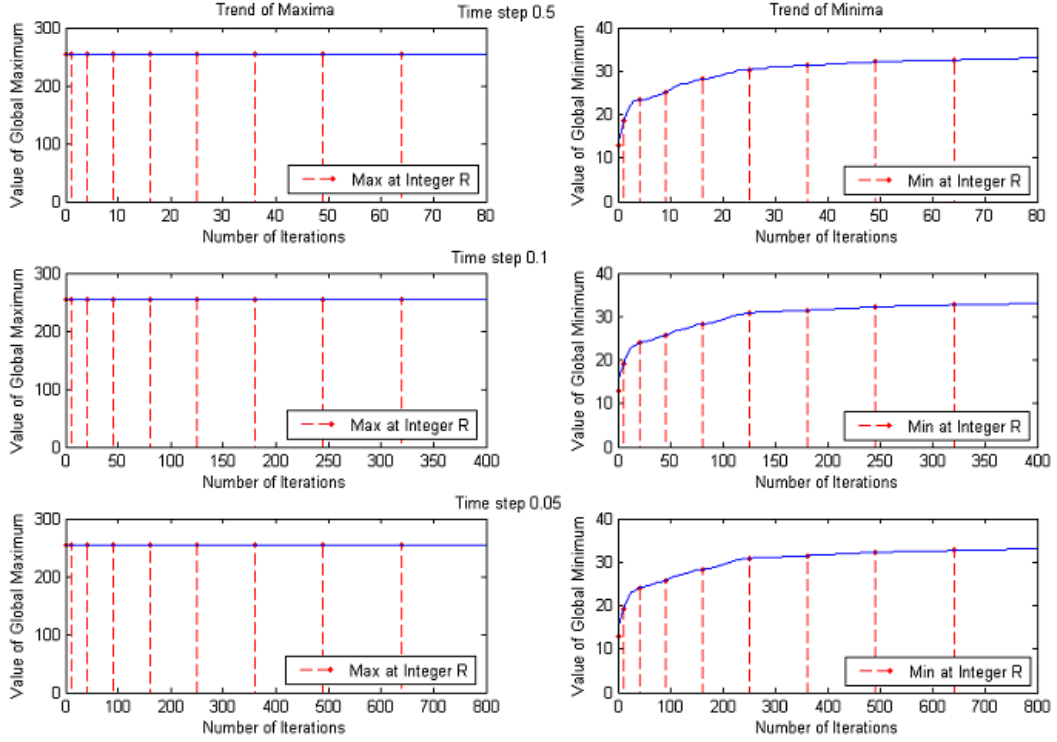 Trend of Maxima
Time step 0.5
Trend of Minima
Value of Global Maximum
300
200
100
0
Max at Integer R
0 10 20 30 40 50 60 70 80
Number of Iterations
Value of Global Minimum
40
30
20
10
0
Min at Integer R
0 10 20 30 40 50 60 70 80
Number of Iterations
Time step 0.1
Value of Global Maximum
300
200
100
0
Max at Integer R
0 50 100 150 200 250 300 350 400
Number of Iterations
Value of Global Minimum
40
30
20
10
0
Min at Integer R
0 50 100 150 200 250 300 350 400
Number of Iterations
Time step 0.05
Value of Global Maximum
300
200
100
0
Max at Integer R
0 100 200 300 400 500 600 700 800
Number of Iterations
Value of Global Minimum
40
30
20
10
0
Min at Integer R
0 100 200 300 400 500 600 700 800
Number of Iterations